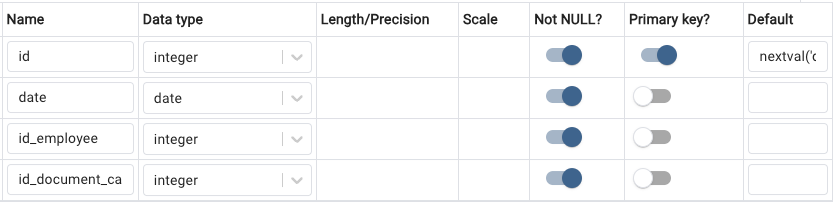 Name Data type Length/Precision Scale Not NULL? Primary key? Default
id integer nextval('c
date date
id_employee integer
id_document_ca integer